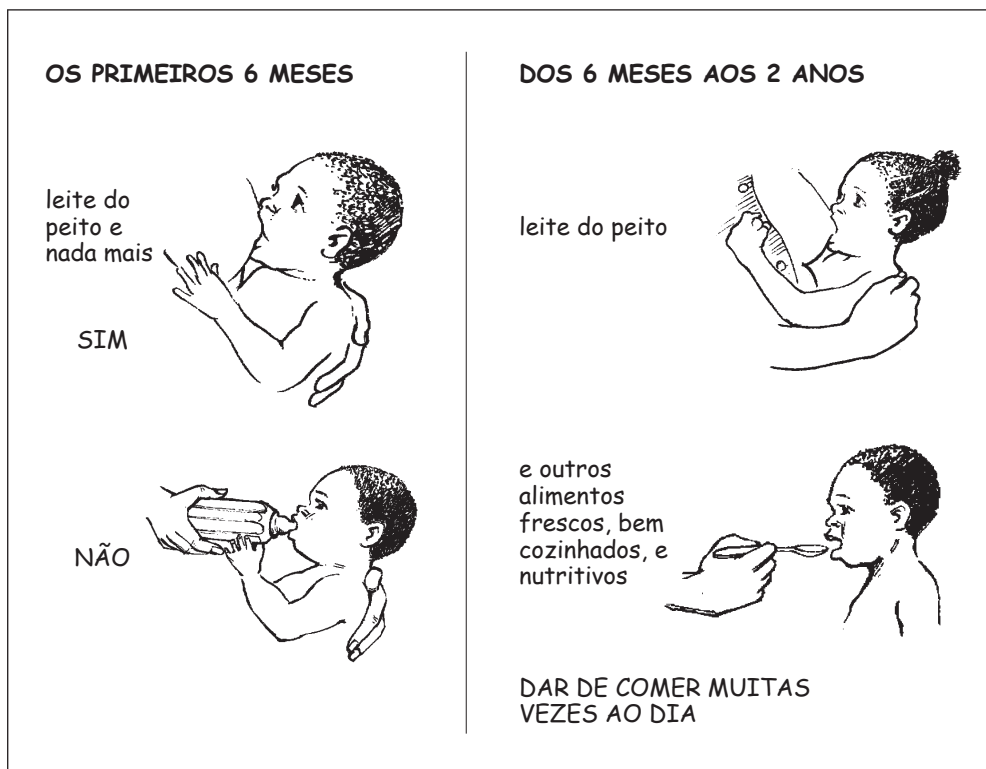 OS PRIMEIROS 6 MESES
leite do
peito e
nada mais
SIM
NÃO
DOS 6 MESES AOS 2 ANOS
leite do peito
e outros
alimentos
frescos, bem
cozinhados, e
nutritivos
DAR DE COMER MUITAS
VEZES AO DIA